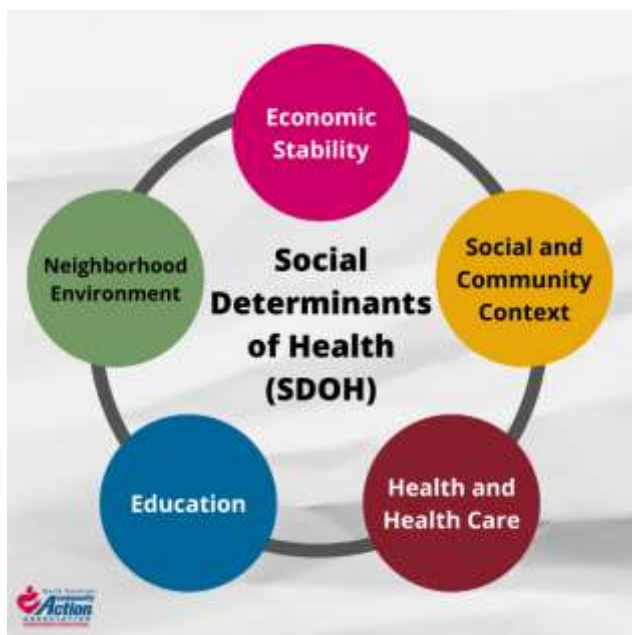 Economic
Stability
Social and
Community
Context
Health and
Health Care
Education
Neighborhood
Environment
Social
Determinants
of Health
(SDOH)
Community
Action